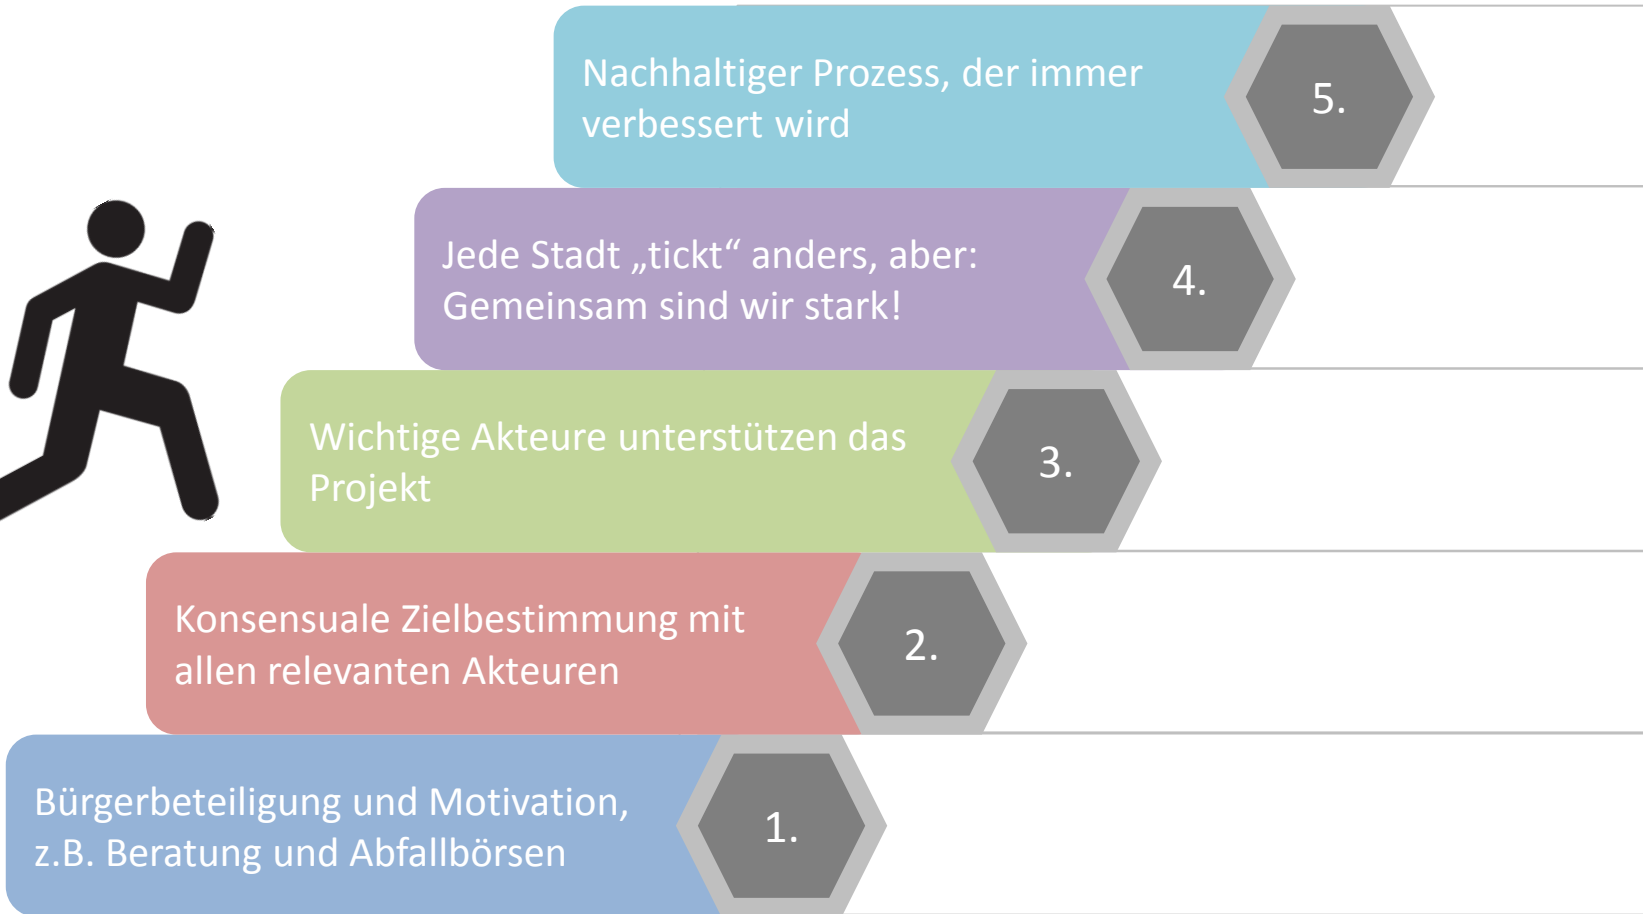 Nachhaltiger Prozess, der immer
verbessert wird
5.
Jede Stadt „tickt“ anders, aber:
Gemeinsam sind wir stark!
4.
Wichtige Akteure unterstützen das
Projekt
3.
Konsensuale Zielbestimmung mit
allen relevanten Akteuren
2.
Bürgerbeteiligung und Motivation,
z.B. Beratung und Abfallbörsen
1.